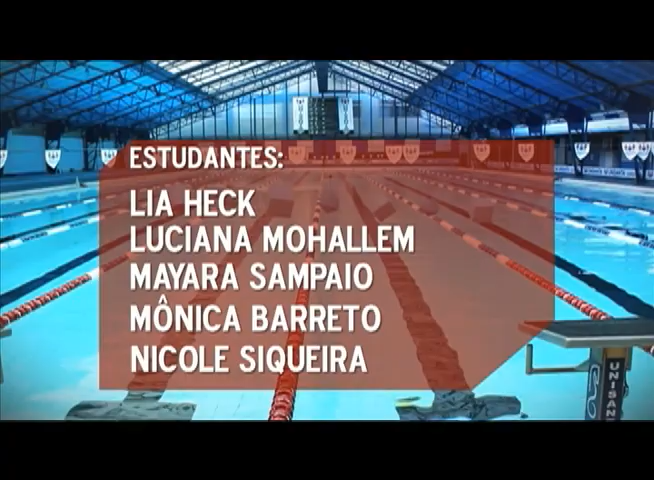 ESTUDANTES:
LIA HECK
LUCIANA MOHALLEM
MAYARA SAMPAIO
MÔNICA BARRETO
NICOLE SIQUEIRA